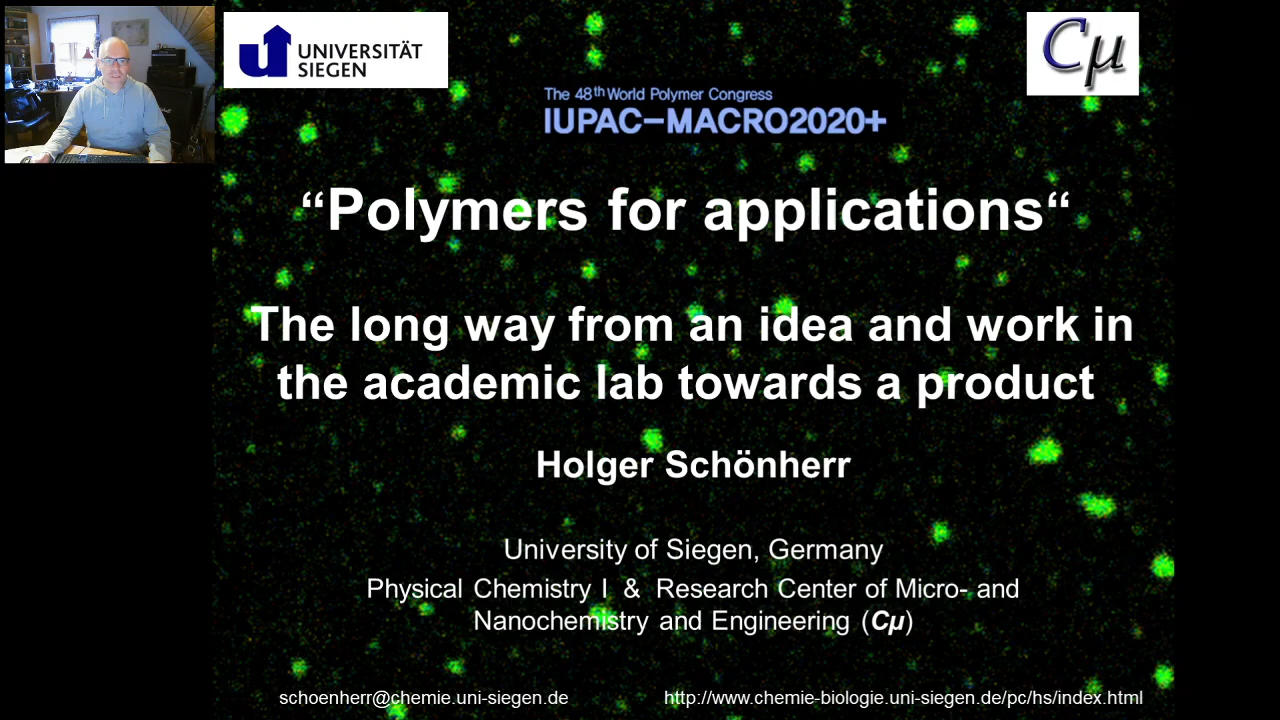 UNIVERSITÄT
SIEGEN
Cμ
The 48th World Polymer Congress
IUPAC-MACRO2020+
“Polymers for applications“
The long way from an idea and work in
the academic lab towards a product
Holger Schönherr
University of Siegen, Germany
Physical Chemistry I & Research Center of Micro- and
Nanochemistry and Engineering (Cμ)
schoenherr@chemie.uni-siegen.de
http://www.chemie-biologie.uni-siegen.de/pc/hs/index.html